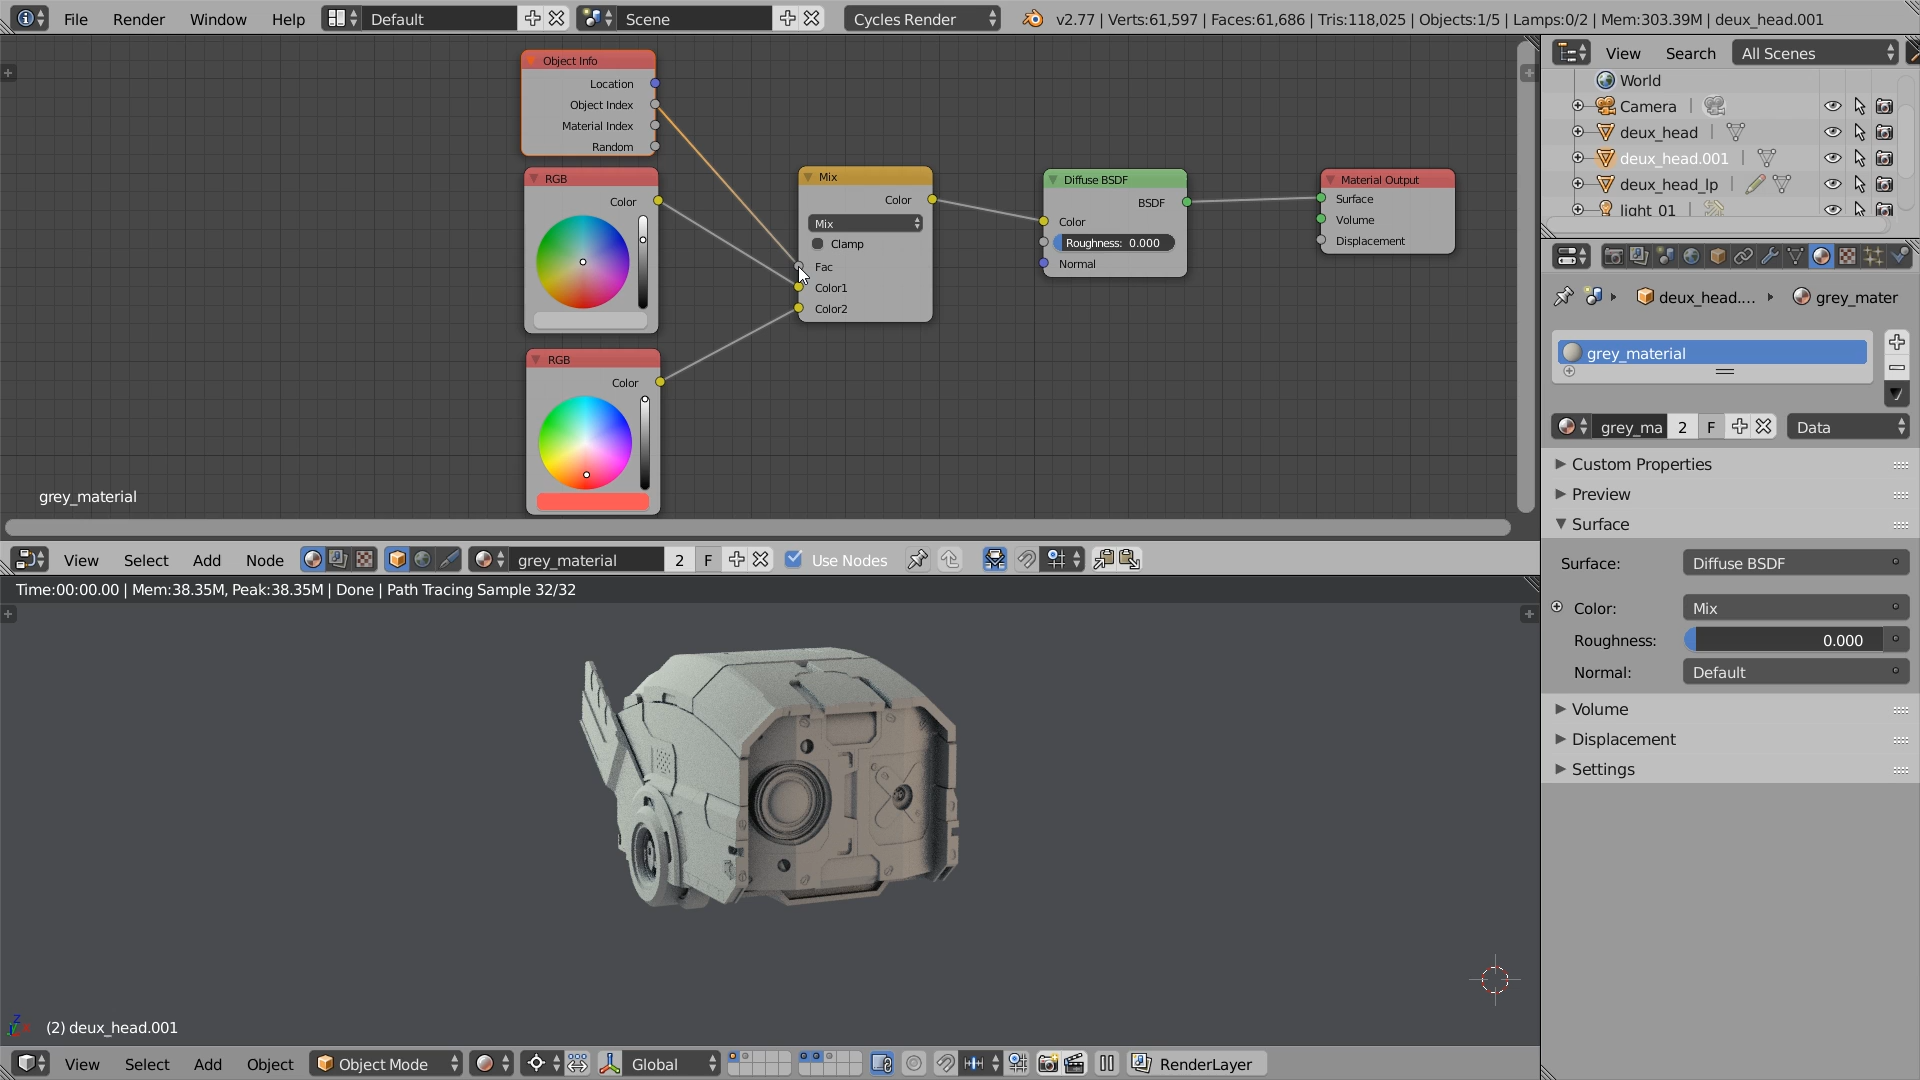 File Render Window Help Default Scene Cycles Render v2.77 | Verts:61,597 | Faces:61,686 | Tris:118,025 | Objects:1/5 | Lamps:0/2 | Mem:303.39M | deux_head.001
Object Info
Location
Object Index
Material Index
Random
RGB
Color
RGB
Color
Mix
Color
Mix
Clamp
Fac
Color1
Color2
Diffuse BSDF
BSDF
Color
Roughness: 0.000
Normal
Material Output
Surface
Volume
Displacement
grey_material
View Select Add Node grey_material 2 F Use Nodes
Time:00:00.00 | Mem:38.35M, Peak:38.35M | Done | Path Tracing Sample 32/32
(2) deux_head.001
View Select Add Object Object Mode Global RenderLayer
View Search All Scenes
World
Camera
deux_head
deux_head.001
deux_head_lp
light_01
deux_head.... grey_mater
grey_material
grey_ma 2 F Data
Custom Properties
Preview
Surface
Surface: Diffuse BSDF
Color: Mix
Roughness: 0.000
Normal: Default
Volume
Displacement
Settings